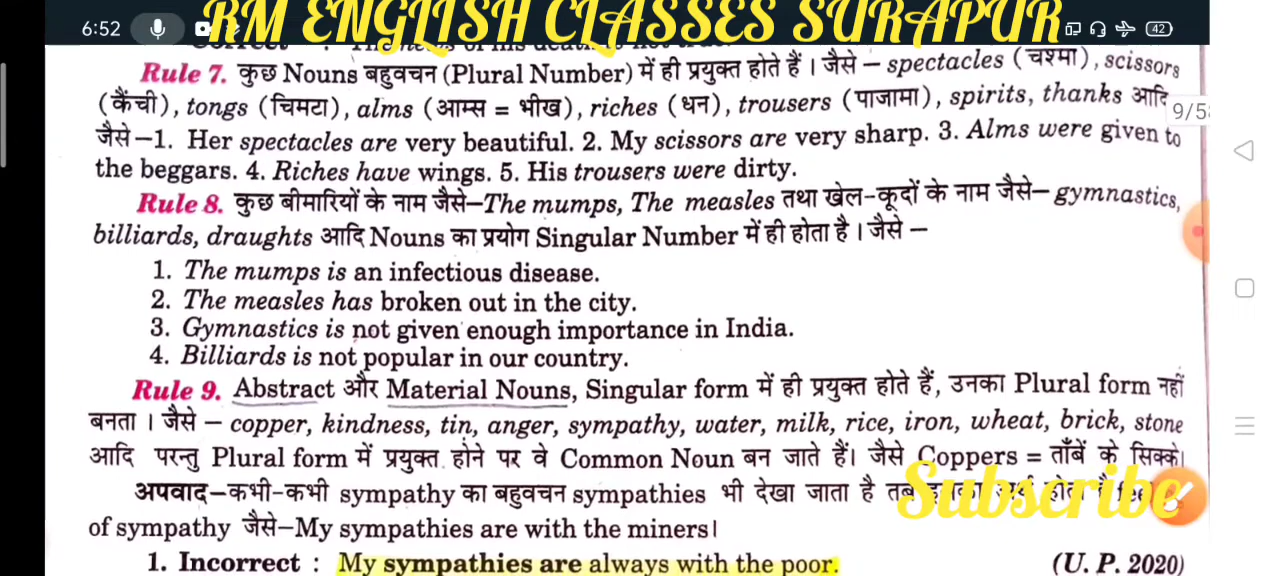 RM ENGLISH CLASSES SURAPUR
6:52
42
Rule 7. कुछ Nouns बहुवचन (Plural Number) में ही प्रयुक्त होते हैं। जैसे – spectacles (चश्मा), scissors
(कैंची), tongs (चिमटा), alms (आम्स = भीख), riches (धन), trousers (पाजामा), spirits, thanks आदि
9/5
जैसे–1. Her spectacles are very beautiful. 2. My scissors are very sharp. 3. Alms were given to
the beggars. 4. Riches have wings. 5. His trousers were dirty.
Rule 8. कुछ बीमारियों के नाम जैसे–The mumps, The measles तथा खेल-कूदों के नाम जैसे– gymnastics,
billiards, draughts आदि Nouns का प्रयोग Singular Number में ही होता है। जैसे –
1. The mumps is an infectious disease.
2. The measles has broken out in the city.
3. Gymnastics is not given enough importance in India.
4. Billiards is not popular in our country.
Rule 9. Abstract और Material Nouns, Singular form में ही प्रयुक्त होते हैं, उनका Plural form नहीं
बनता। जैसे – copper, kindness, tin, anger, sympathy, water, milk, rice, iron, wheat, brick, stone
आदि परन्तु Plural form में प्रयुक्त होने पर वे Common Noun बन जाते हैं। जैसे Coppers = ताँबें के सिक्के।
Subscribe
अपवाद–कभी-कभी sympathy का बहुवचन sympathies भी देखा जाता है तब
of sympathy जैसे–My sympathies are with the miners।
1. Incorrect : My sympathies are always with the poor. (U. P. 2020)